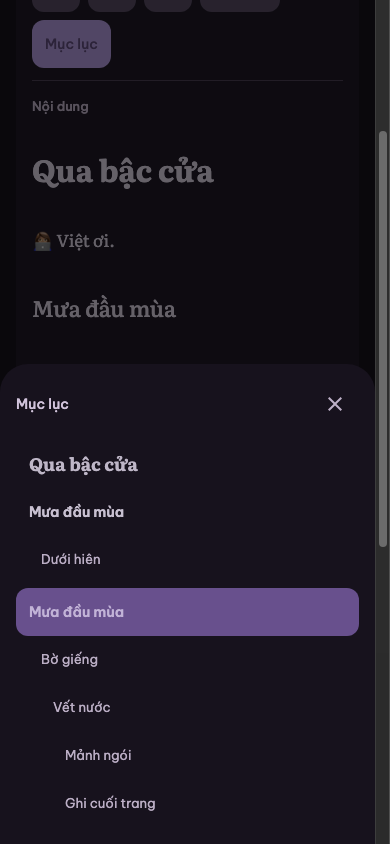 Mục lục
Nội dung
Qua bậc cửa
Việt ơi.
Mưa đầu mùa
Mục lục
Qua bậc cửa
Mưa đầu mùa
Dưới hiên
Mưa đầu mùa
Bờ giếng
Vết nước
Mảnh ngói
Ghi cuối trang